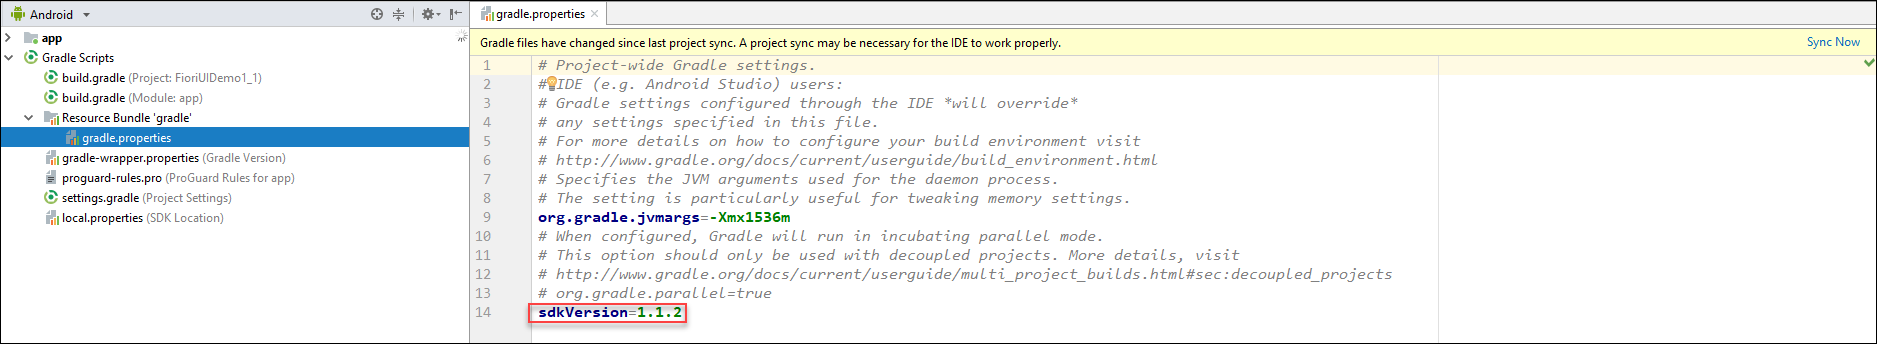 Android
app
Gradle Scripts
build.gradle (Project: FioriUIDemo1_1)
build.gradle (Module: app)
Resource Bundle 'gradle'
gradle.properties
gradle-wrapper.properties (Gradle Version)
proguard-rules.pro (ProGuard Rules for app)
settings.gradle (Project Settings)
local.properties (SDK Location)
gradle.properties
Gradle files have changed since last project sync. A project sync may be necessary for the IDE to work properly. Sync Now
1 # Project-wide Gradle settings.
2 # IDE (e.g. Android Studio) users:
3 # Gradle settings configured through the IDE *will override*
4 # any settings specified in this file.
5 # For more details on how to configure your build environment visit
6 # http://www.gradle.org/docs/current/userguide/build_environment.html
7 # Specifies the JVM arguments used for the daemon process.
8 # The setting is particularly useful for tweaking memory settings.
9 org.gradle.jvmargs=-Xmx1536m
10 # When configured, Gradle will run in incubating parallel mode.
11 # This option should only be used with decoupled projects. More details, visit
12 # http://www.gradle.org/docs/current/userguide/multi_project_builds.html#sec:decoupled_projects
13 # org.gradle.parallel=true
14 sdkVersion=1.1.2